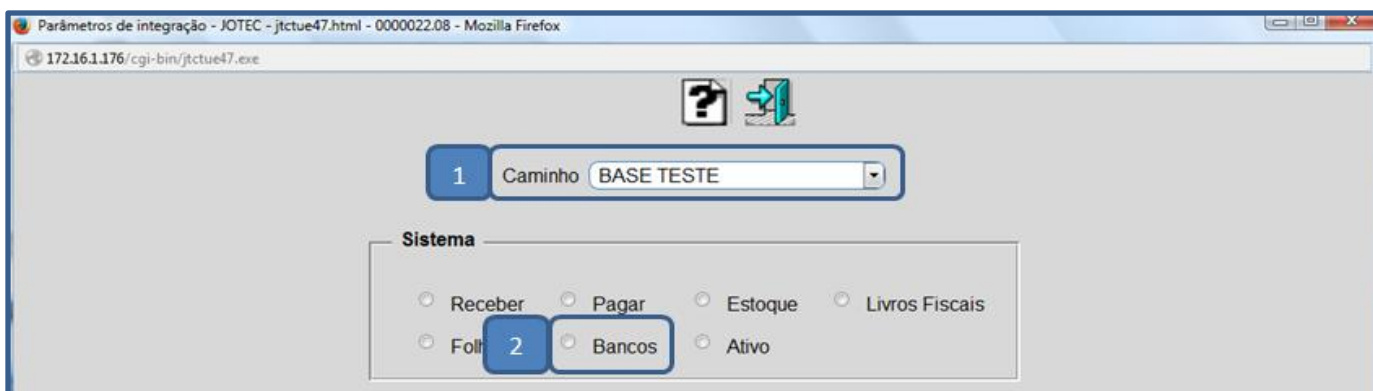 Parâmetros de integração - JOTEC - jtctue47.html - 0000022.08 - Mozilla Firefox
172.16.1.176/cgi-bin/jtctue47.exe
1 Caminho BASE TESTE
Sistema
Receber Pagar Estoque Livros Fiscais
2 Bancos Ativo